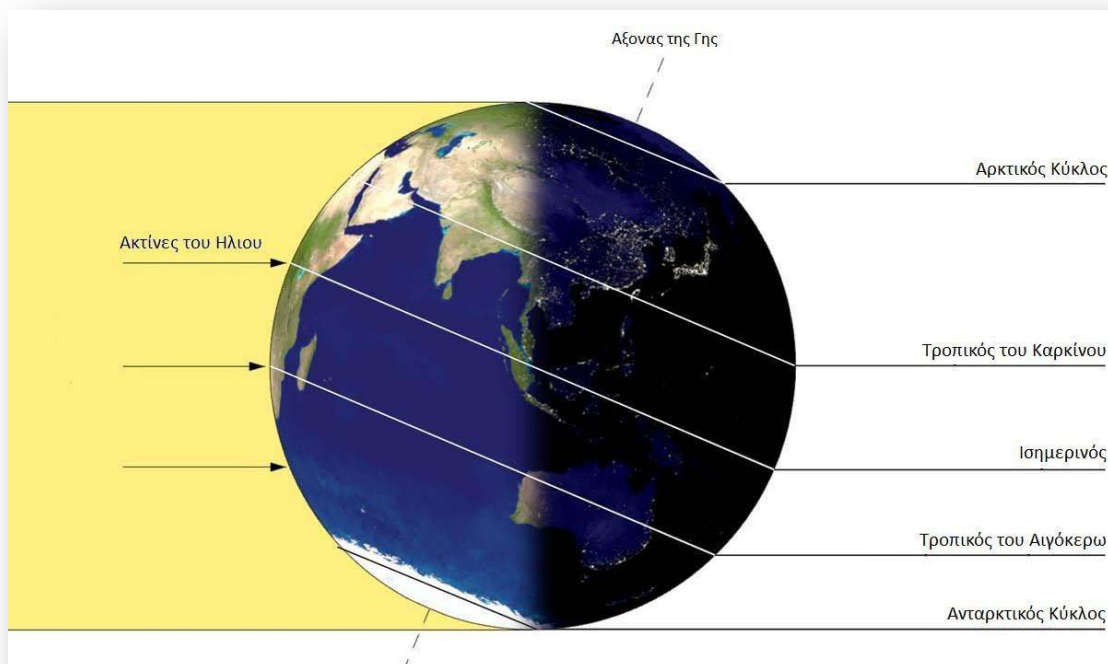 Αξονας της Γης
Αρκτικός Κύκλος
Ακτίνες του Ηλιου
Τροπικός του Καρκίνου
Ισημερινός
Τροπικός του Αιγόκερω
Ανταρκτικός Κύκλος